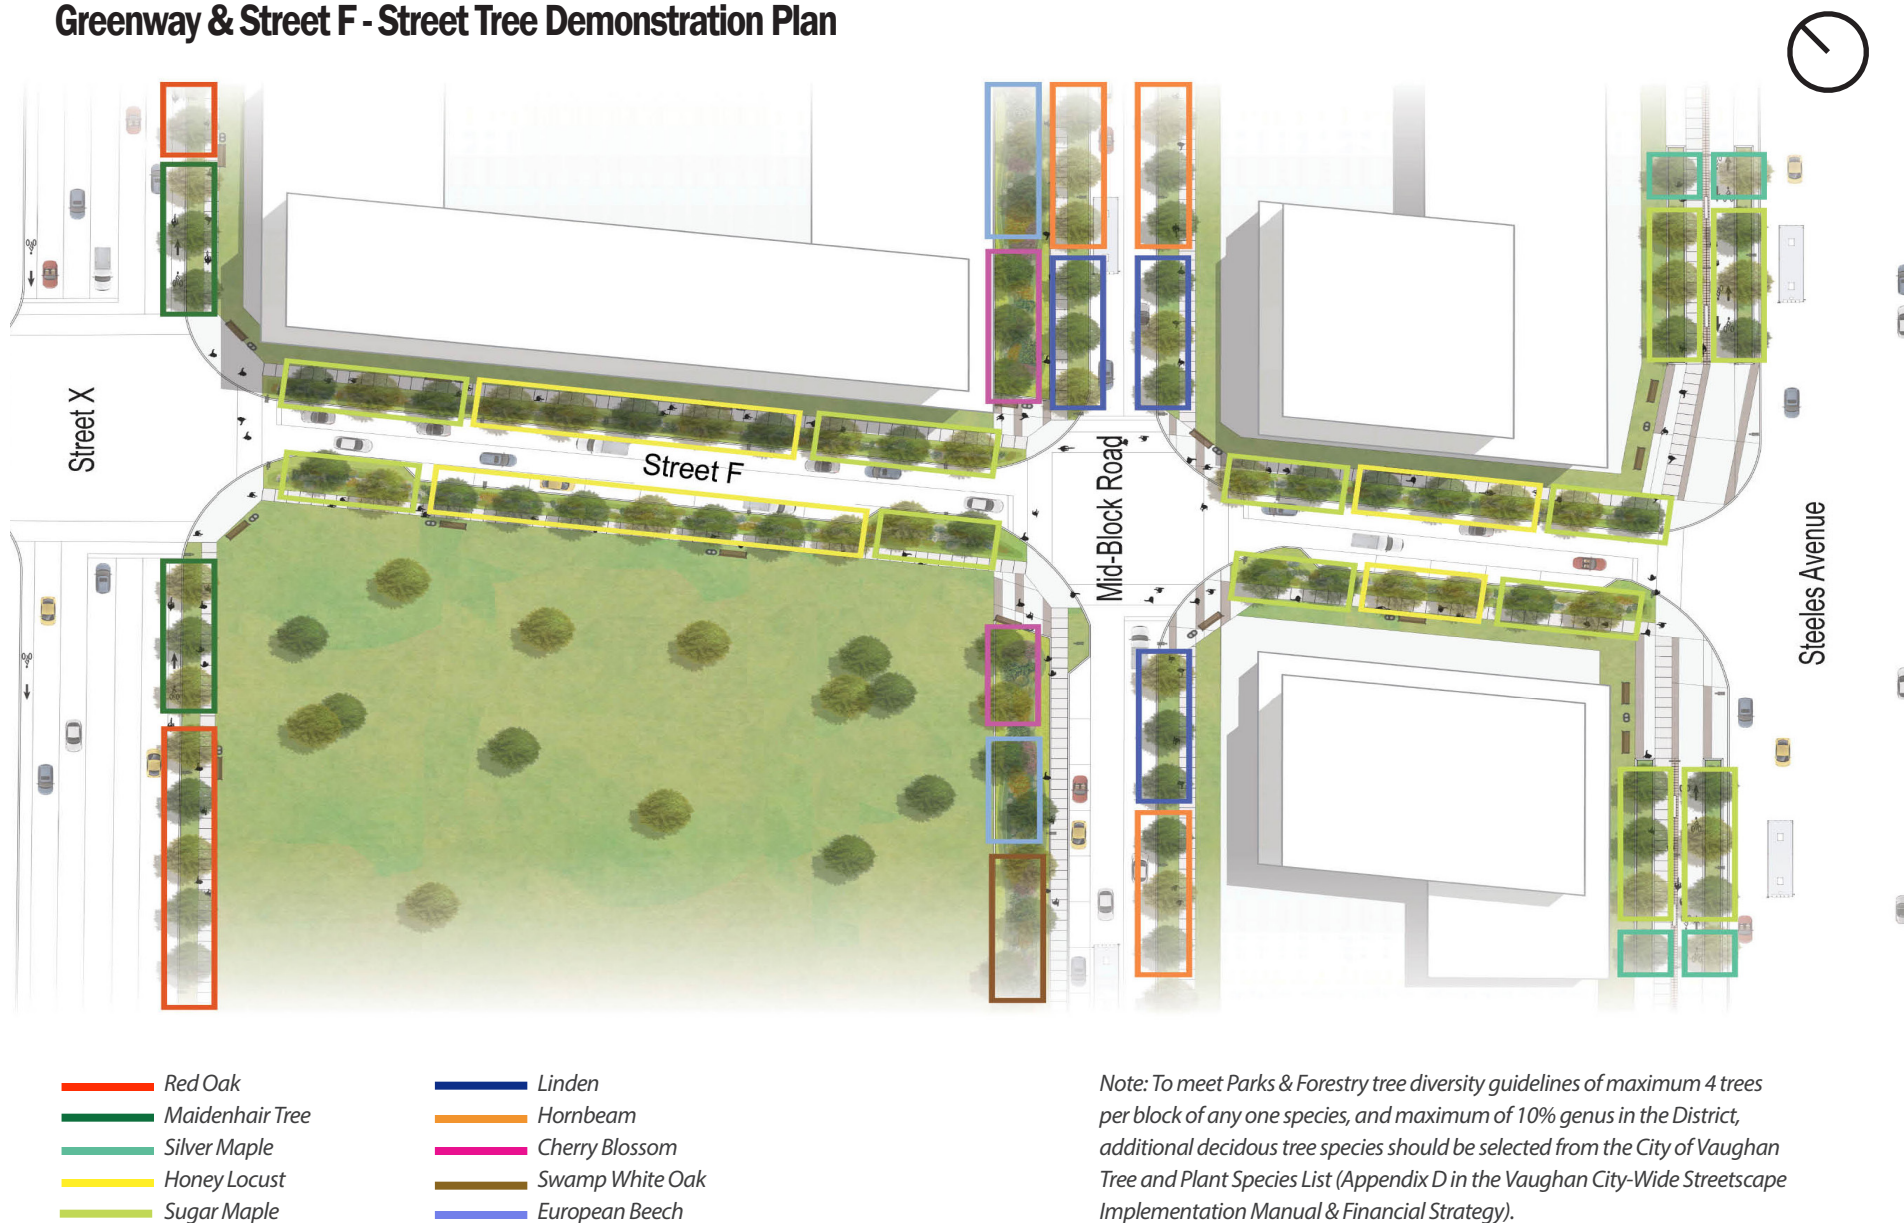 Greenway & Street F - Street Tree Demonstration Plan
Street X
Street F
Mid-Block Road
Steeles Avenue
Red Oak
Maidenhair Tree
Silver Maple
Honey Locust
Sugar Maple
Linden
Hornbeam
Cherry Blossom
Swamp White Oak
European Beech
Note: To meet Parks & Forestry tree diversity guidelines of maximum 4 trees
per block of any one species, and maximum of 10% genus in the District,
additional decidous tree species should be selected from the City of Vaughan
Tree and Plant Species List (Appendix D in the Vaughan City-Wide Streetscape
Implementation Manual & Financial Strategy).